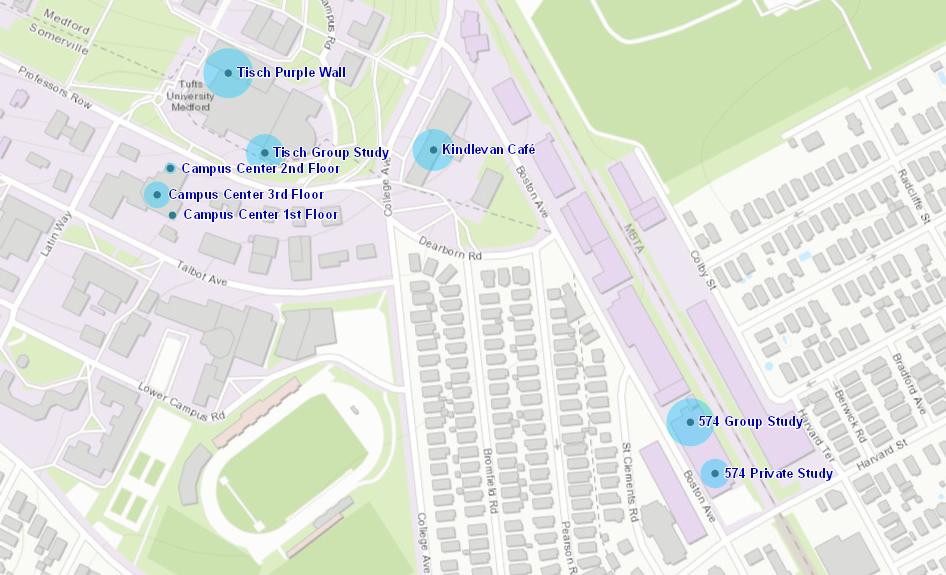 Medford
Somerville
Campus Rd
Tisch Purple Wall
Tufts
University
Medford
Professors Row
Tisch Group Study
Kindlevan Café
Campus Center 2nd Floor
Campus Center 3rd Floor
Campus Center 1st Floor
College Ave
Boston Ave
Radcliffe St
Latin Way
Dearborn Rd
MBTA
Colby St
Talbot Ave
Lower Campus Rd
Bradford Ave
Berwick Rd
Harvard Ter
Harvard St
574 Group Study
574 Private Study
St Clements Rd
Bromfield Rd
Boston Ave
College Ave
Pearson R